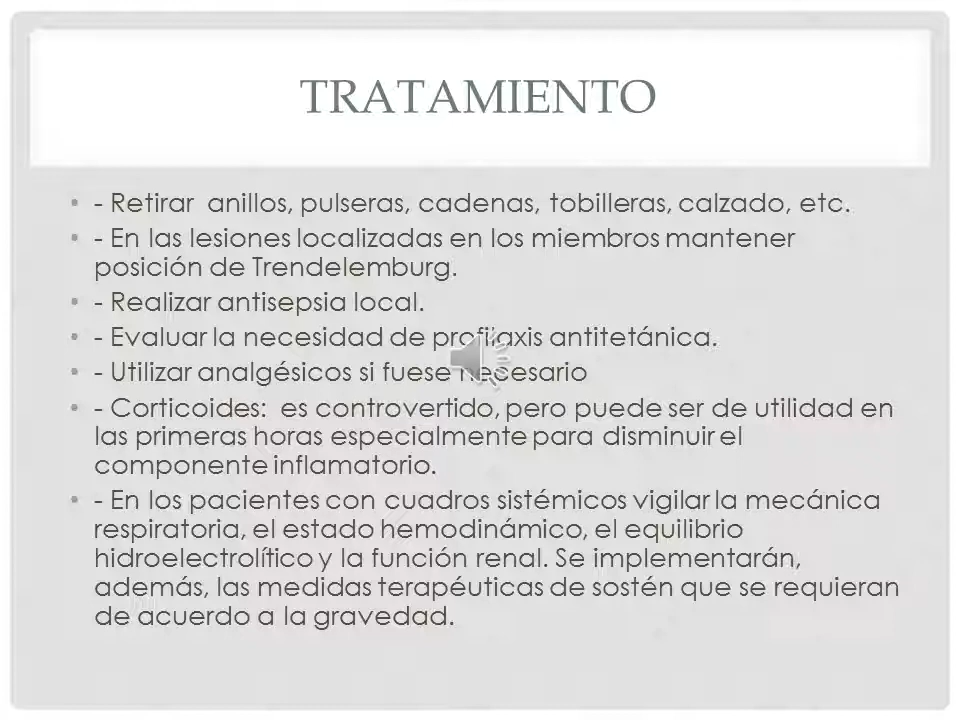 TRATAMIENTO
• - Retirar anillos, pulseras, cadenas, tobilleras, calzado, etc.
• - En las lesiones localizadas en los miembros mantener
posición de Trendelemburg.
• - Realizar antisepsia local.
• - Evaluar la necesidad de profilaxis antitetánica.
• - Utilizar analgésicos si fuese necesario
• - Corticoides: es controvertido, pero puede ser de utilidad en
las primeras horas especialmente para disminuir el
componente inflamatorio.
• - En los pacientes con cuadros sistémicos vigilar la mecánica
respiratoria, el estado hemodinámico, el equilibrio
hidroelectrolítico y la función renal. Se implementarán,
además, las medidas terapéuticas de sostén que se requieran
de acuerdo a la gravedad.